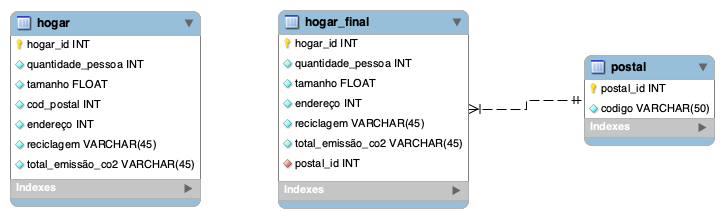 hogar
hogar_id INT
quantidade_pessoa INT
tamanho FLOAT
cod_postal INT
endereço INT
reciclagem VARCHAR(45)
total_emissão_co2 VARCHAR(45)
Indexes
hogar_final
hogar_id INT
quantidade_pessoa INT
tamanho FLOAT
endereço INT
reciclagem VARCHAR(45)
total_emissão_co2 VARCHAR(45)
postal_id INT
Indexes
postal
postal_id INT
codigo VARCHAR(50)
Indexes